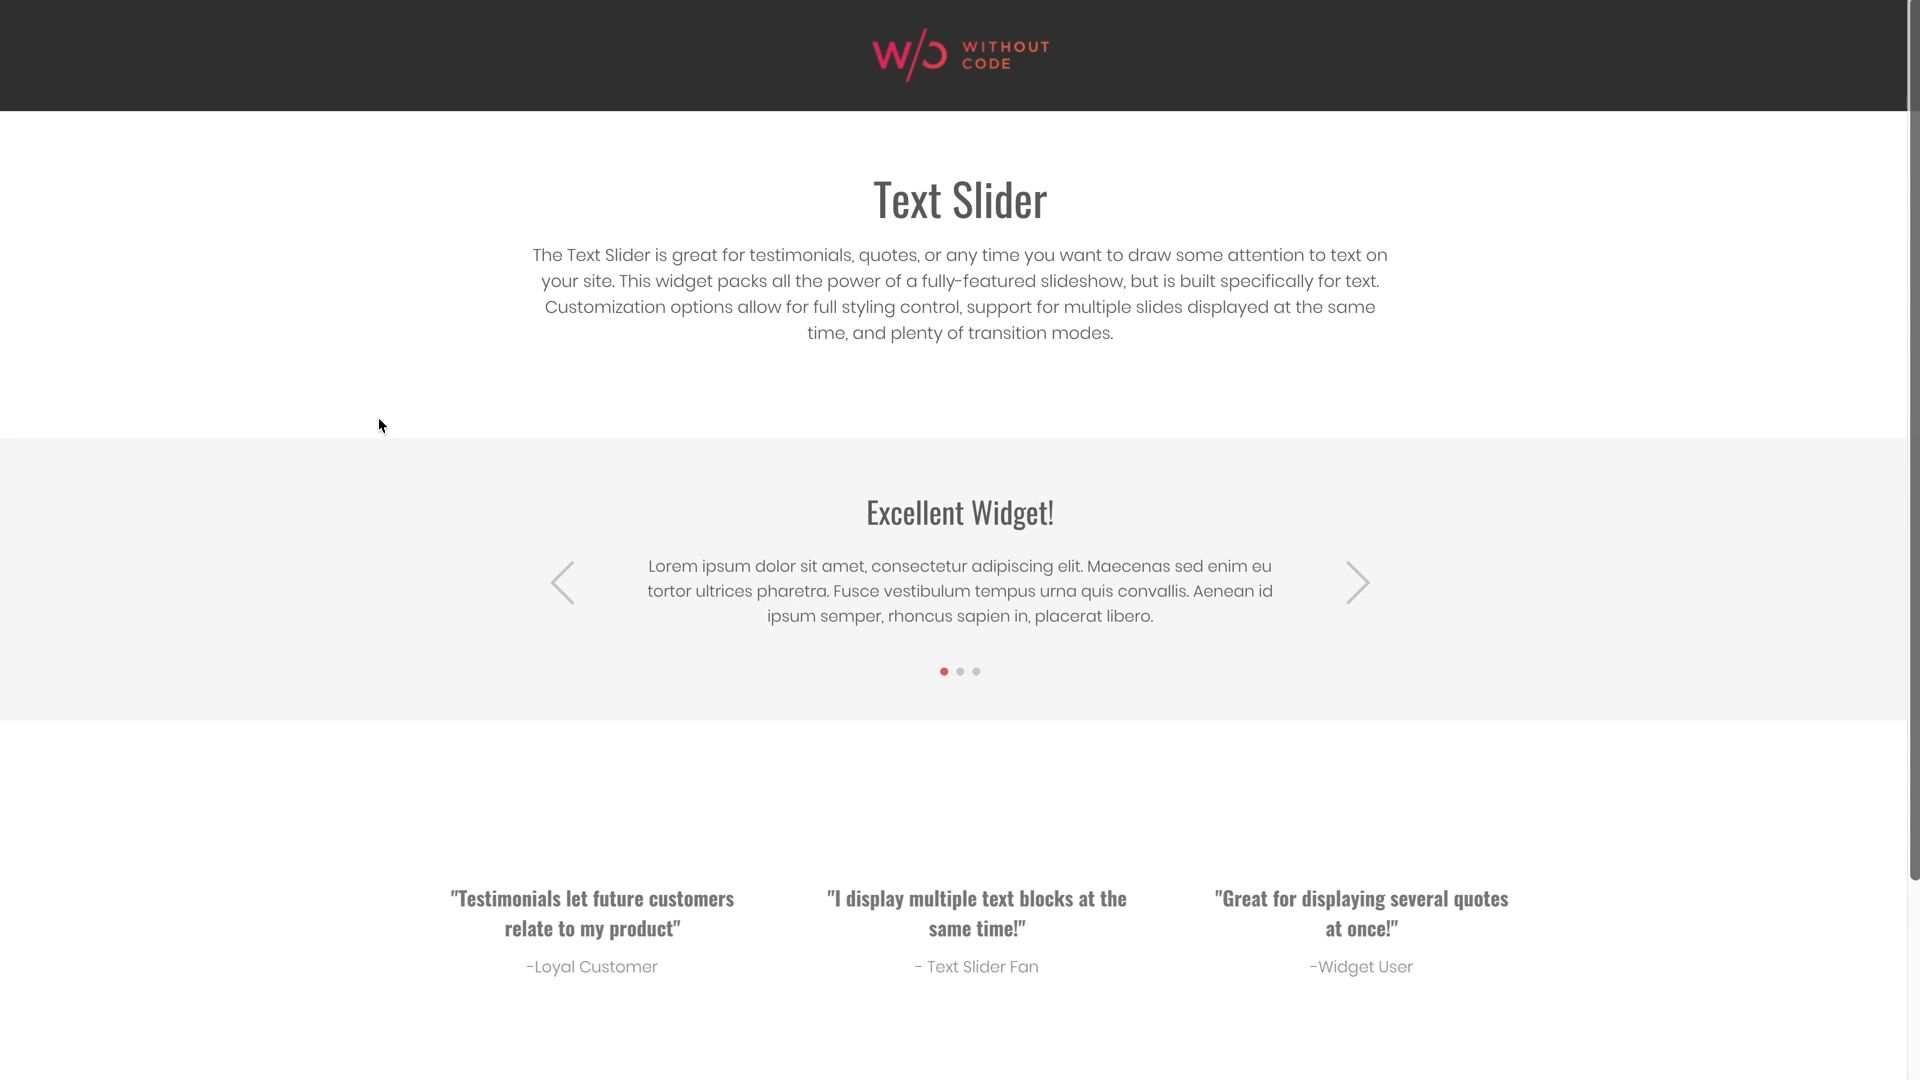 W/O WITHOUT
CODE
Text Slider
The Text Slider is great for testimonials, quotes, or any time you want to draw some attention to text on
your site. This widget packs all the power of a fully-featured slideshow, but is built specifically for text.
Customization options allow for full styling control, support for multiple slides displayed at the same
time, and plenty of transition modes.
Excellent Widget!
Lorem ipsum dolor sit amet, consectetur adipiscing elit. Maecenas sed enim eu
tortor ultrices pharetra. Fusce vestibulum tempus urna quis convallis. Aenean id
ipsum semper, rhoncus sapien in, placerat libero.
"Testimonials let future customers
relate to my product"
-Loyal Customer
"I display multiple text blocks at the
same time!"
- Text Slider Fan
"Great for displaying several quotes
at once!"
-Widget User